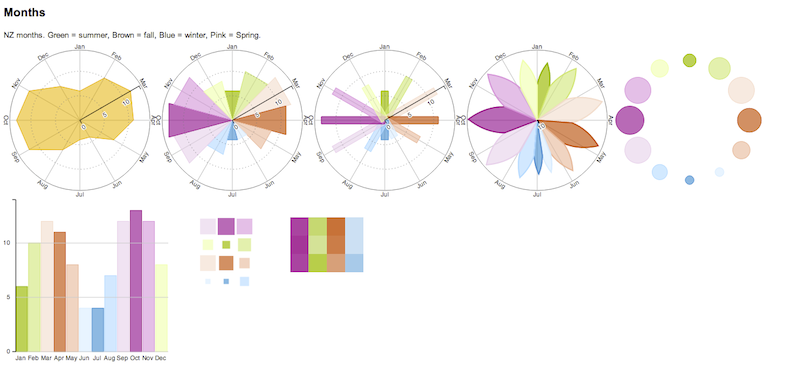 Months
NZ months. Green = summer, Brown = fall, Blue = winter, Pink = Spring.
Jan
Feb
Mar
Apr
May
Jun
Jul
Aug
Sep
Oct
Nov
Dec
0
5
10
Jan
Feb
Mar
Apr
May
Jun
Jul
Aug
Sep
Oct
Nov
Dec
0
5
10
Jan
Feb
Mar
Apr
May
Jun
Jul
Aug
Sep
Oct
Nov
Dec
0
5
10
Jan
Feb
Mar
Apr
May
Jun
Jul
Aug
Sep
Oct
Nov
Dec
10
5
0
Jan Feb Mar Apr May Jun Jul Aug Sep Oct Nov Dec